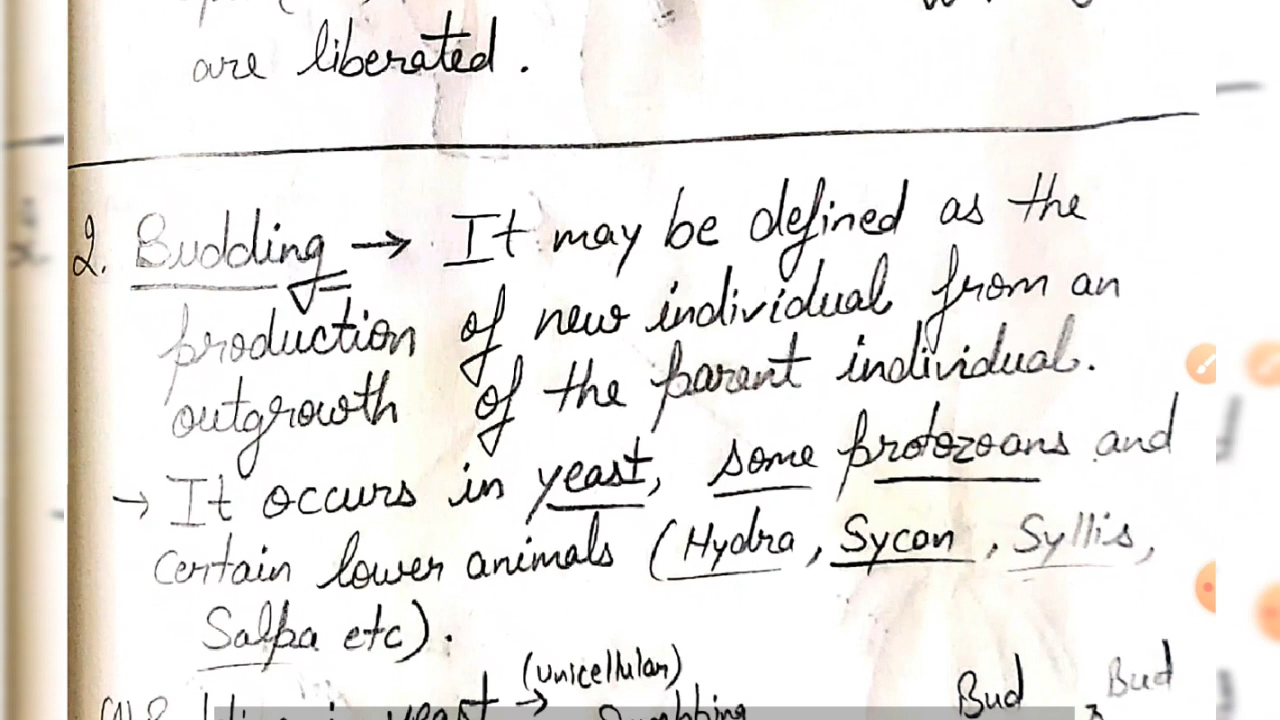 are liberated.
2. Budding → It may be defined as the
production of new individual from an
outgrowth of the parent individual.
→ It occurs in yeast, some protozoans and
certain lower animals (Hydra, Sycon, Syllis,
Salpa etc).
(unicellular)
yeast →
Bud Bud